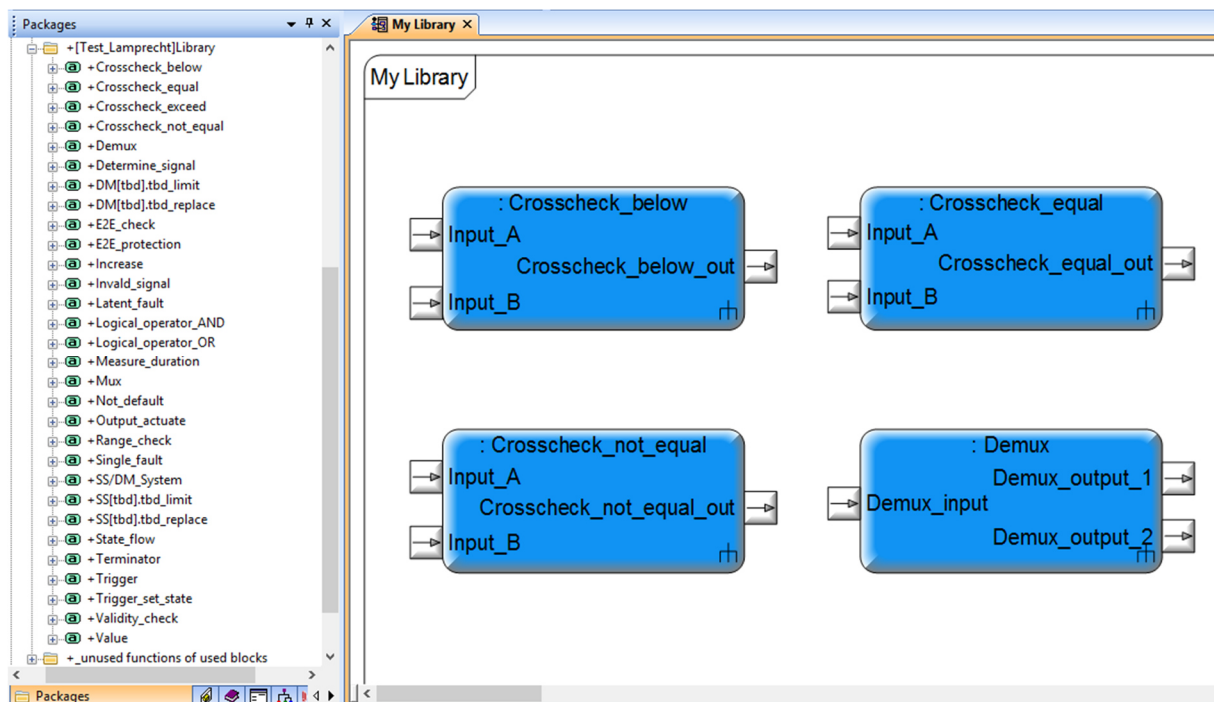 Packages
+[Test_Lamprecht]Library
+Crosscheck_below
+Crosscheck_equal
+Crosscheck_exceed
+Crosscheck_not_equal
+Demux
+Determine_signal
+DM[tbd].tbd_limit
+DM[tbd].tbd_replace
+E2E_check
+E2E_protection
+Increase
+Invald_signal
+Latent_fault
+Logical_operator_AND
+Logical_operator_OR
+Measure_duration
+Mux
+Not_default
+Output_actuate
+Range_check
+Single_fault
+SS/DM_System
+SS[tbd].tbd_limit
+SS[tbd].tbd_replace
+State_flow
+Terminator
+Trigger
+Trigger_set_state
+Validity_check
+Value
+_unused functions of used blocks
Packages
My Library
My Library
: Crosscheck_below
Input_A
Crosscheck_below_out
Input_B
: Crosscheck_equal
Input_A
Crosscheck_equal_out
Input_B
: Crosscheck_not_equal
Input_A
Crosscheck_not_equal_out
Input_B
: Demux
Demux_output_1
Demux_input
Demux_output_2